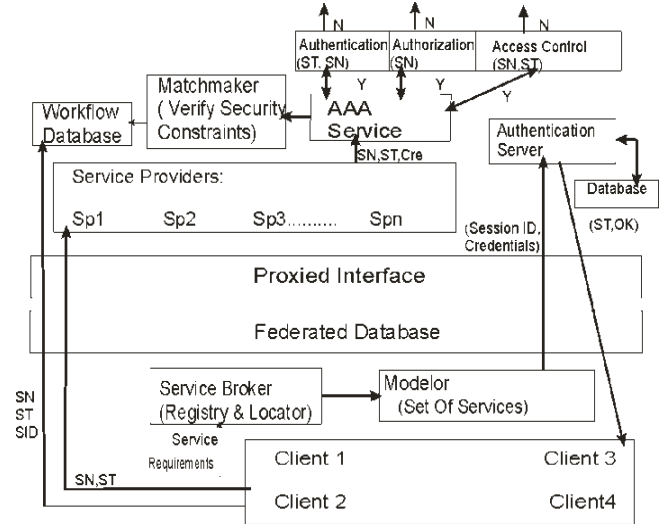 N N N
Authentication Authorization Access Control
(ST, SN) (SN) (SN,ST)
Y Y Y
Matchmaker
( Verify Security
Constraints)
Workflow
Database
AAA
Service
Authentication
Server
SN,ST,Cre
Service Providers:
Sp1 Sp2 Sp3.......... Spn
Database
(ST,OK)
(Session ID,
Credentials)
Proxied Interface
Federated Database
Service Broker
(Registry & Locator)
Modelor
(Set Of Services)
SN
ST
SID
Service
Requirements
SN,ST
Client 1 Client 3
Client 2 Client4